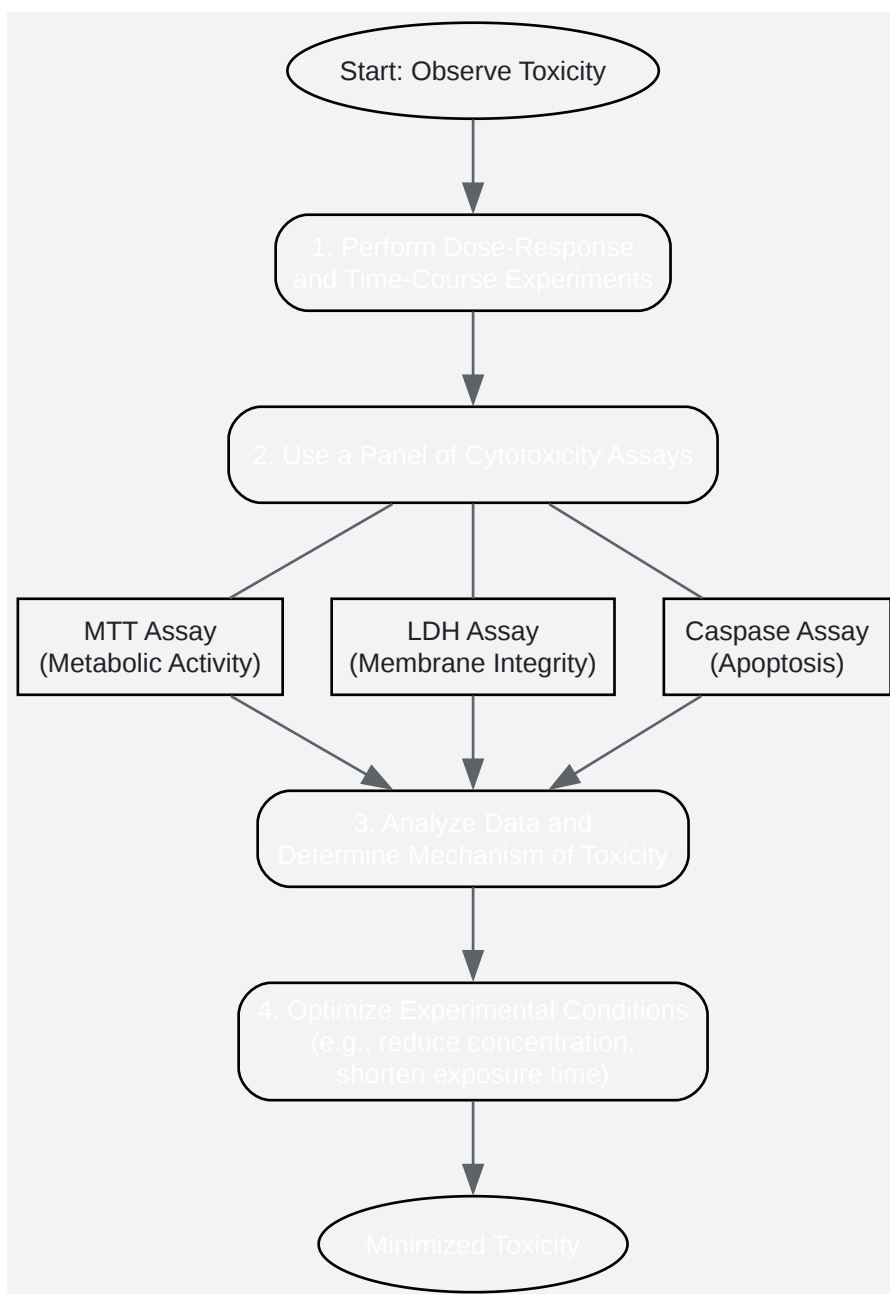 Start: Observe Toxicity
1. Perform Dose-Response
and Time-Course Experiments
2. Use a Panel of Cytotoxicity Assays
MTT Assay
(Metabolic Activity)
LDH Assay
(Membrane Integrity)
Caspase Assay
(Apoptosis)
3. Analyze Data and
Determine Mechanism of Toxicity
4. Optimize Experimental Conditions
(e.g., reduce concentration,
shorten exposure time)
Minimized Toxicity